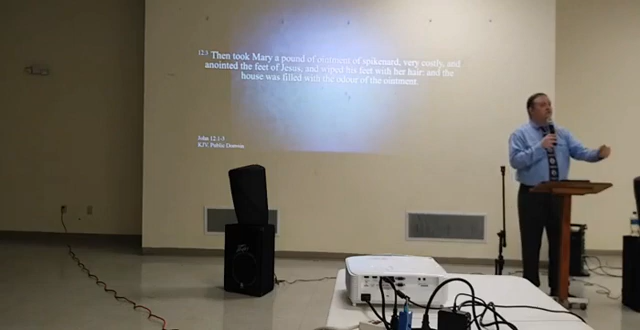 12:3 Then took Mary a pound of ointment of spikenard, very costly, and
anointed the feet of Jesus, and wiped his feet with her hair: and the
house was filled with the odour of the ointment.
John 12:1-3
KJV, Public Domain